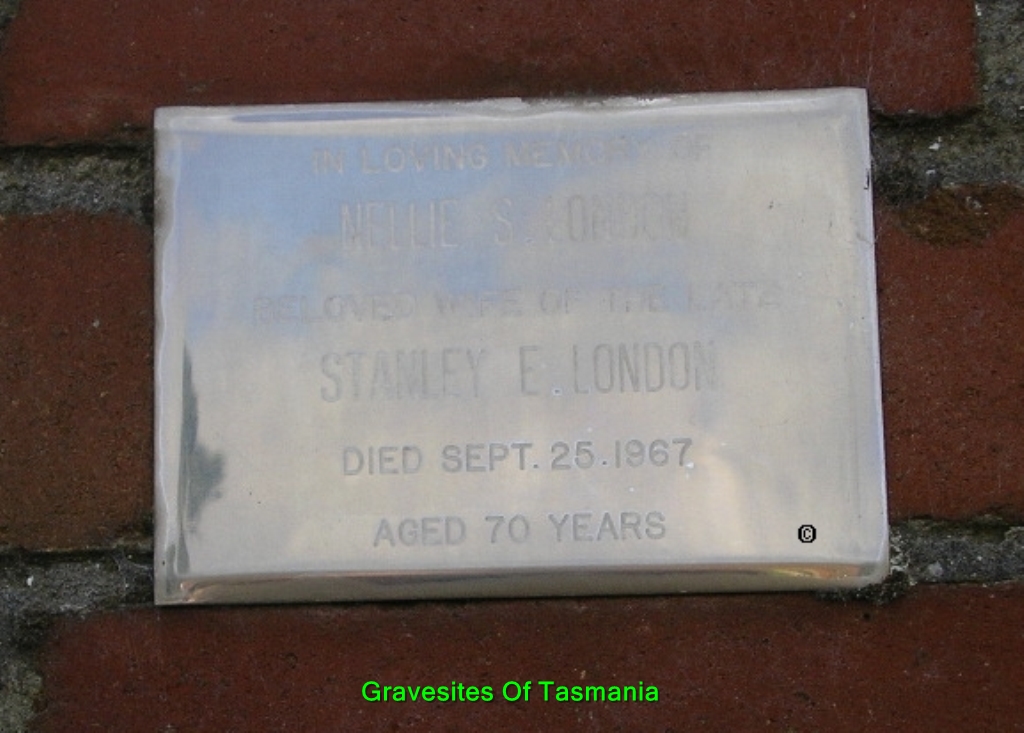 IN LOVING MEMORY OF
NELLIE S. LONDON
BELOVED WIFE OF THE LATE
STANLEY E. LONDON
DIED SEPT. 25. 1967
AGED 70 YEARS
©
Gravesites Of Tasmania